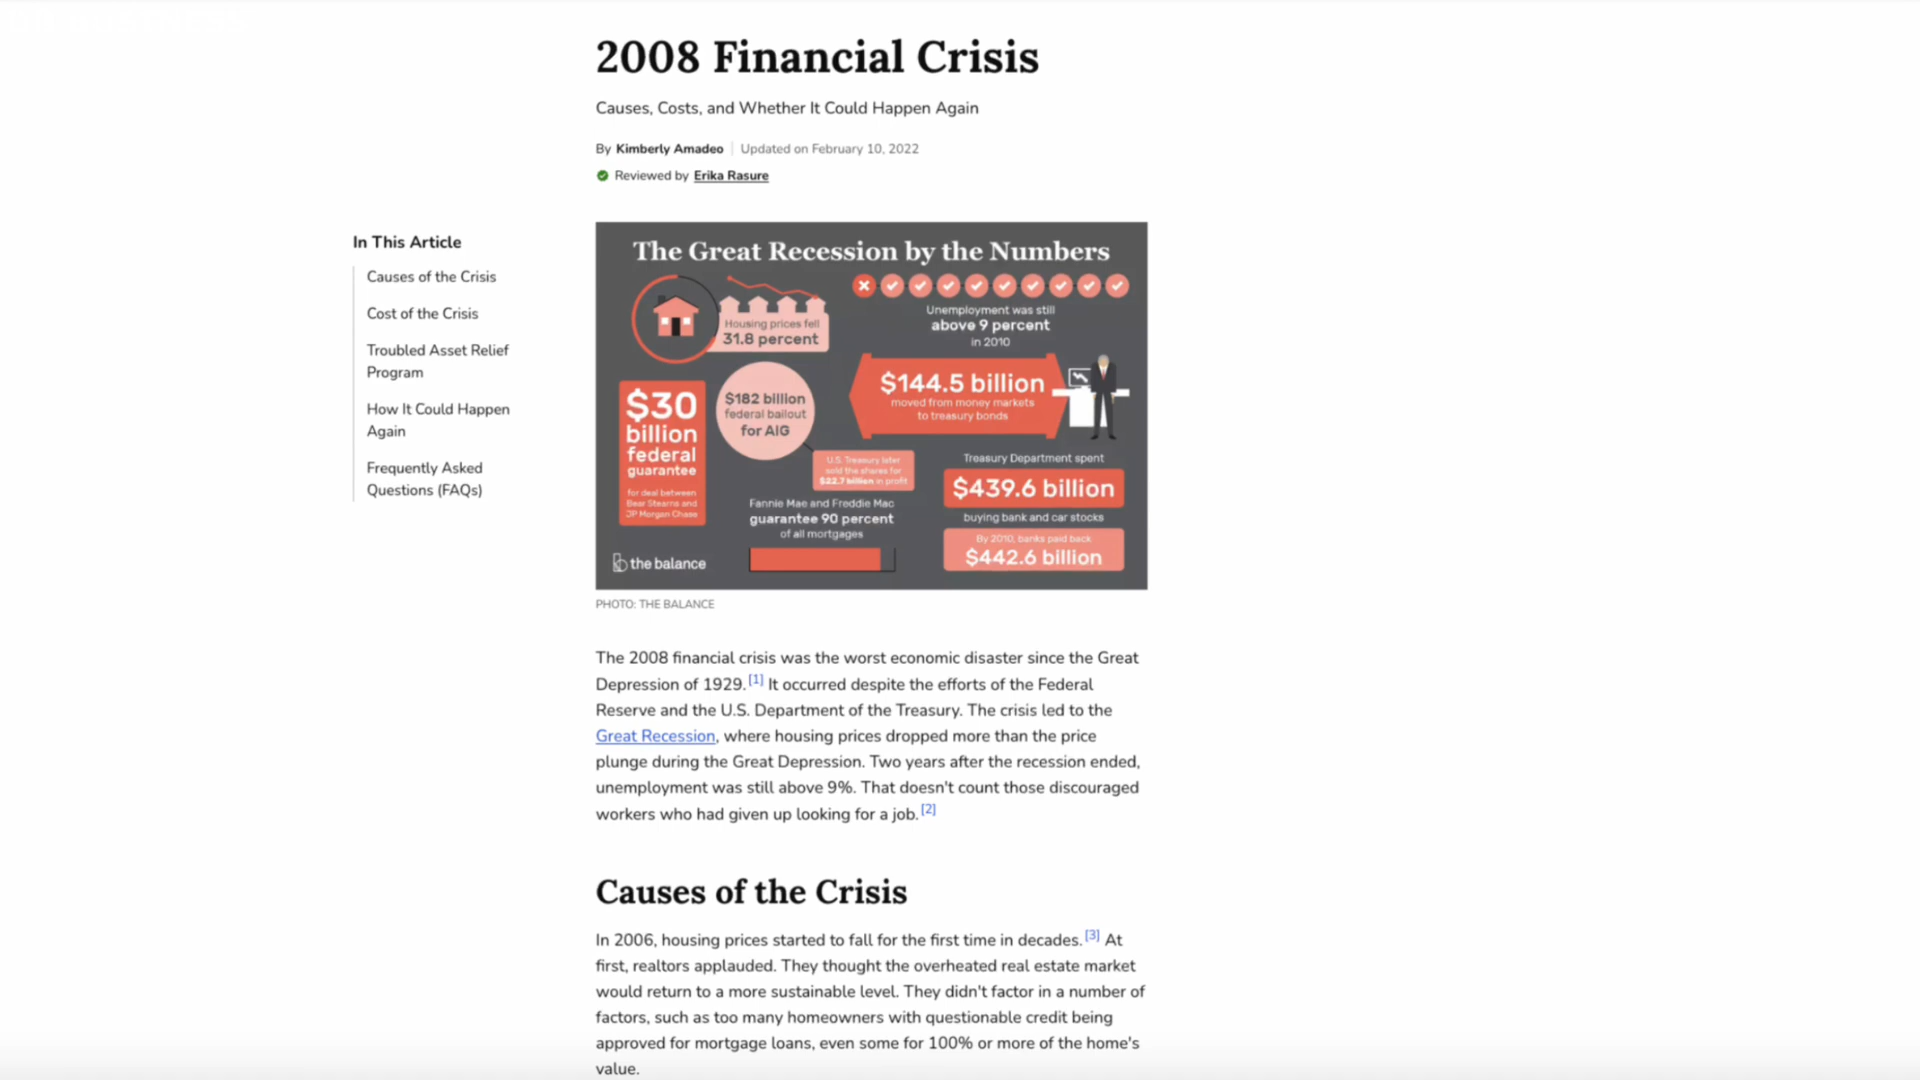 2008 Financial Crisis
Causes, Costs, and Whether It Could Happen Again
By Kimberly Amadeo Updated on February 10, 2022
Reviewed by Erika Rasure
In This Article
Causes of the Crisis
Cost of the Crisis
Troubled Asset Relief
Program
How It Could Happen
Again
Frequently Asked
Questions (FAQs)
The Great Recession by the Numbers
Housing prices fell
31.8 percent
Unemployment was still
above 9 percent
in 2010
$30
billion
federal
guarantee
for deal between
Bear Stearns and
JP Morgan Chase
$182 billion
federal bailout
for AIG
U.S. Treasury later
sold the shares for
$22.7 billion in profit
$144.5 billion
moved from money markets
to treasury bonds
Fannie Mae and Freddie Mac
guarantee 90 percent
of all mortgages
Treasury Department spent
$439.6 billion
buying bank and car stocks
By 2010, banks paid back
$442.6 billion
the balance
PHOTO: THE BALANCE
The 2008 financial crisis was the worst economic disaster since the Great
Depression of 1929. [1] It occurred despite the efforts of the Federal
Reserve and the U.S. Department of the Treasury. The crisis led to the
Great Recession, where housing prices dropped more than the price
plunge during the Great Depression. Two years after the recession ended,
unemployment was still above 9%. That doesn't count those discouraged
workers who had given up looking for a job. [2]
Causes of the Crisis
In 2006, housing prices started to fall for the first time in decades. [3] At
first, realtors applauded. They thought the overheated real estate market
would return to a more sustainable level. They didn't factor in a number of
factors, such as too many homeowners with questionable credit being
approved for mortgage loans, even some for 100% or more of the home's
value.